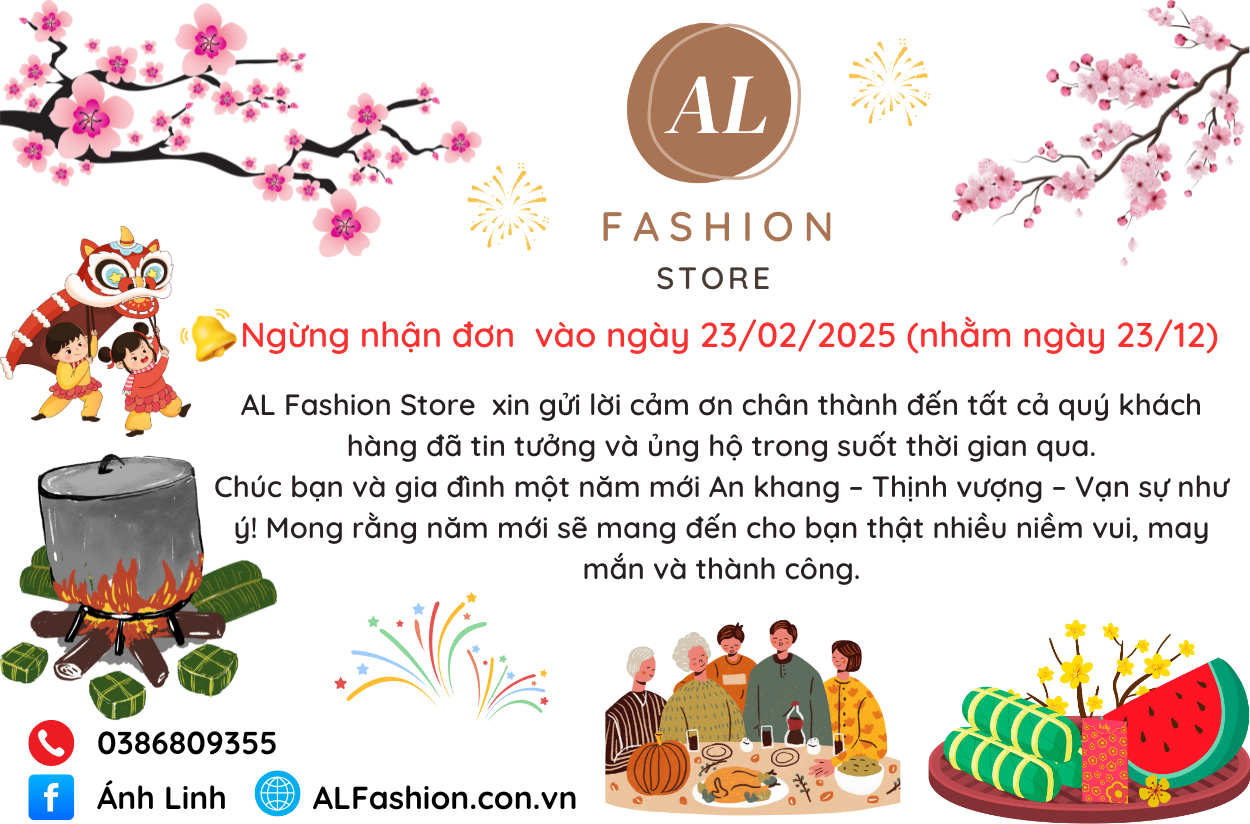 AL
FASHION
STORE
Ngừng nhận đơn vào ngày 23/02/2025 (nhằm ngày 23/12)
AL Fashion Store xin gửi lời cảm ơn chân thành đến tất cả quý khách
hàng đã tin tưởng và ủng hộ trong suốt thời gian qua.
Chúc bạn và gia đình một năm mới An khang – Thịnh vượng – Vạn sự như
ý! Mong rằng năm mới sẽ mang đến cho bạn thật nhiều niềm vui, may
mắn và thành công.
0386809355
Ánh Linh
ALFashion.con.vn